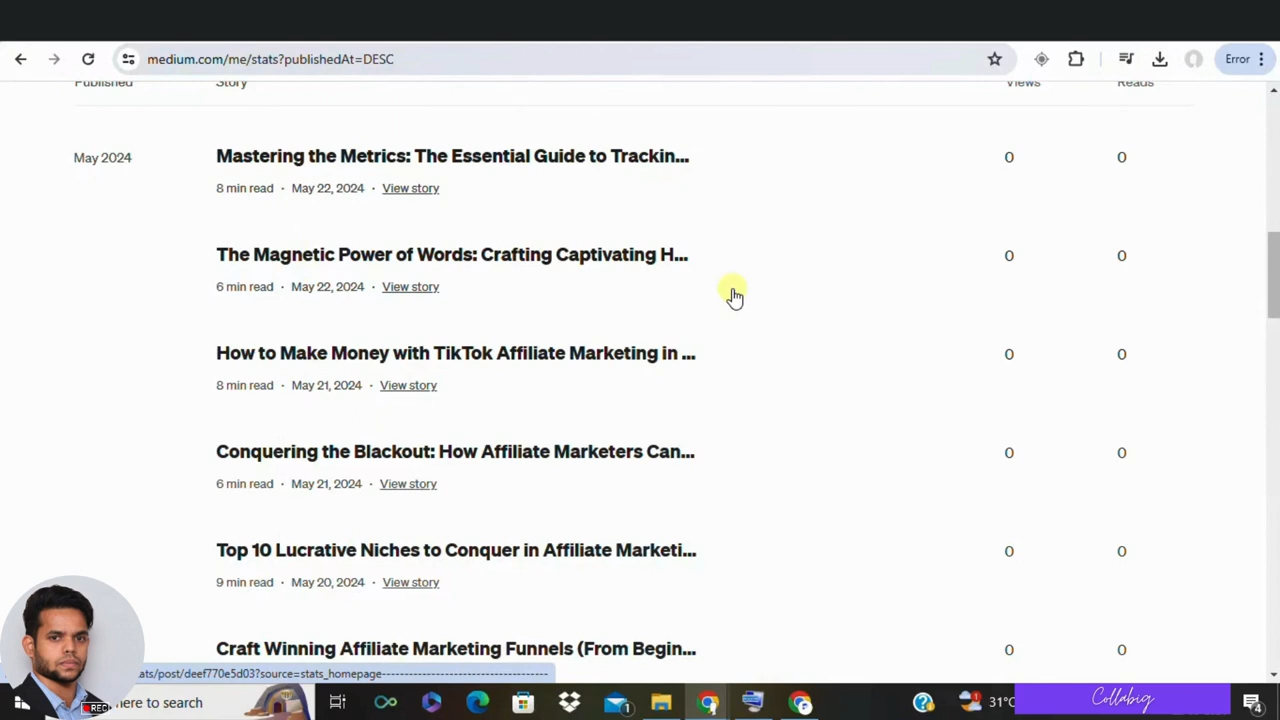 medium.com/me/stats?publishedAt=DESC
Error
Published Story Views Reads
May 2024 Mastering the Metrics: The Essential Guide to Trackin... 0 0
8 min read · May 22, 2024 · View story
The Magnetic Power of Words: Crafting Captivating H... 0 0
6 min read · May 22, 2024 · View story
How to Make Money with TikTok Affiliate Marketing in ... 0 0
8 min read · May 21, 2024 · View story
Conquering the Blackout: How Affiliate Marketers Can... 0 0
6 min read · May 21, 2024 · View story
Top 10 Lucrative Niches to Conquer in Affiliate Marketi... 0 0
9 min read · May 20, 2024 · View story
Craft Winning Affiliate Marketing Funnels (From Begin... 0 0
ats/post/deef770e5d03?source=stats_homepage-------------------------------------
REC
here to search
1
31°C
Collabig
4